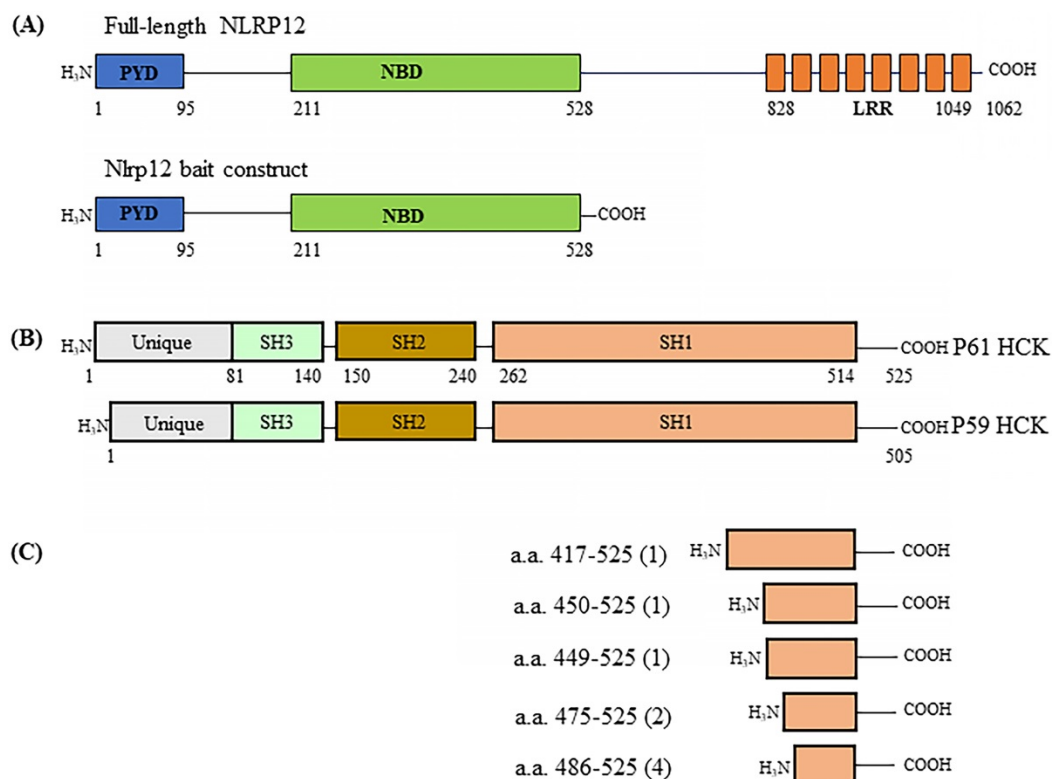 (A)
Full-length NLRP12
H₃N PYD NBD COOH
1 95 211 528 828 LRR 1049 1062
Nlrp12 bait construct
H₃N PYD NBD COOH
1 95 211 528
(B)
H₃N Unique SH3 SH2 SH1 COOH P61 HCK
1 81 140 150 240 262 514 525
H₃N Unique SH3 SH2 SH1 COOH P59 HCK
1 505
(C)
a.a. 417-525 (1) H₃N COOH
a.a. 450-525 (1) H₃N COOH
a.a. 449-525 (1) H₃N COOH
a.a. 475-525 (2) H₃N COOH
a.a. 486-525 (4) H₃N COOH